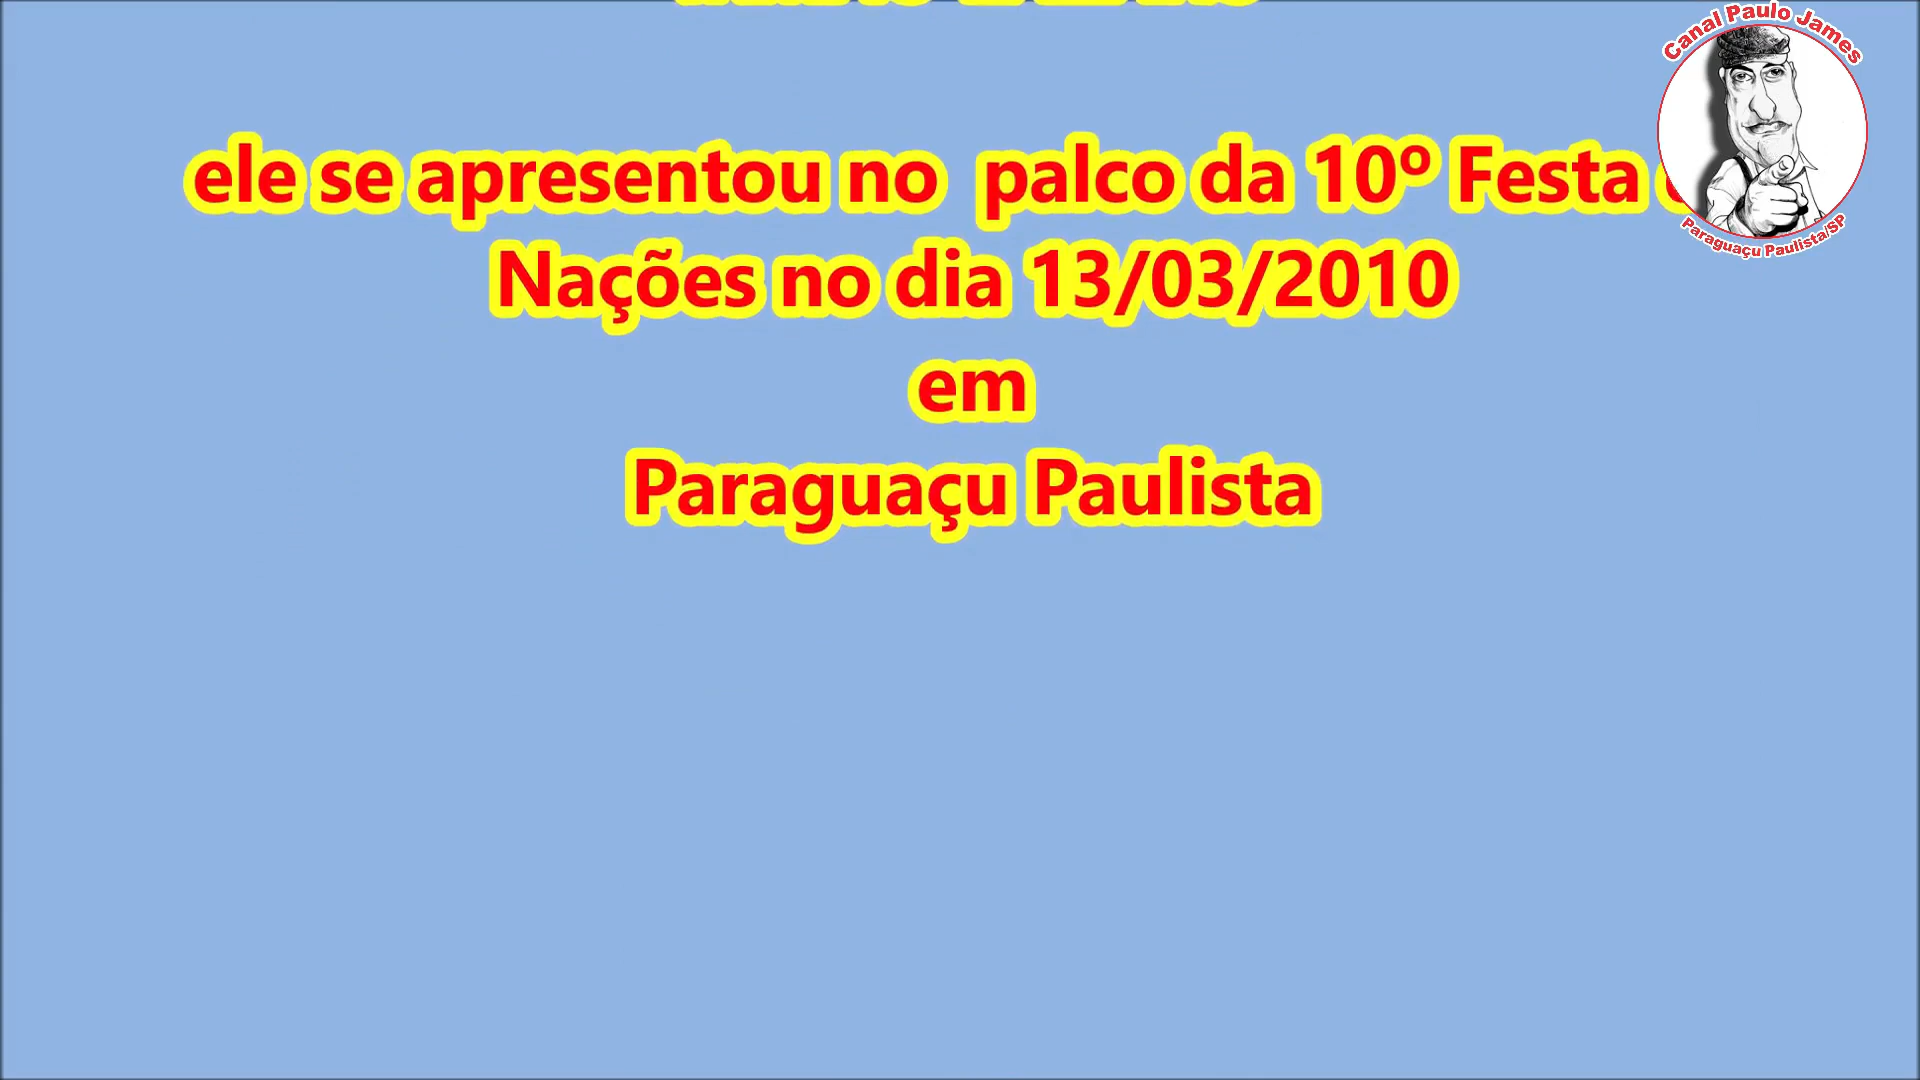 Canal Paulo James
ele se apresentou no palco da 10º Festa
Nações no dia 13/03/2010
Paraguaçu Paulista/SP
em
Paraguaçu Paulista